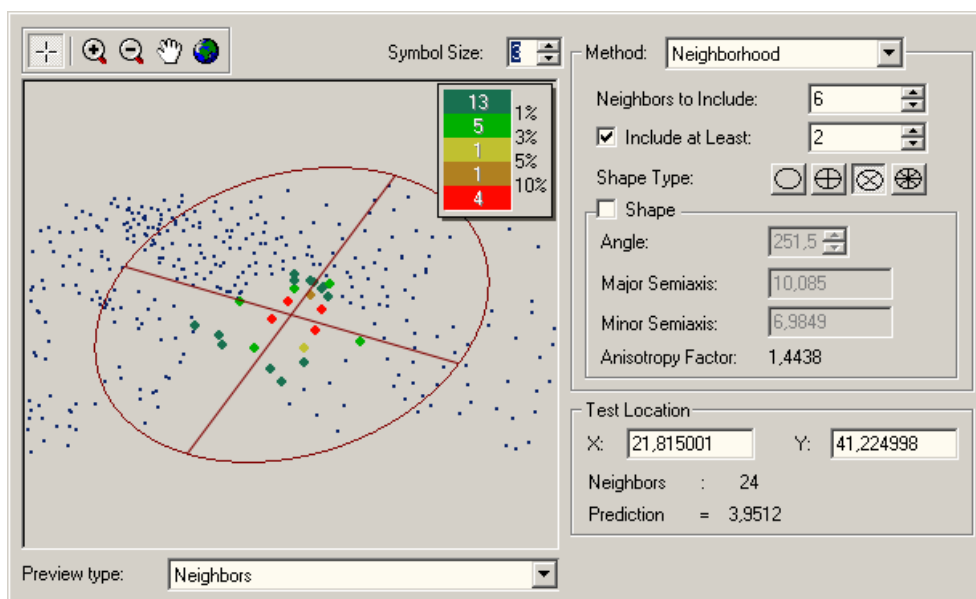 Symbol Size: 3
13
1%
5
3%
1
5%
1
10%
4
Preview type: Neighbors
Method: Neighborhood
Neighbors to Include: 6
Include at Least: 2
Shape Type:
Shape
Angle: 251,5
Major Semiaxis: 10,085
Minor Semiaxis: 6,9849
Anisotropy Factor: 1,4438
Test Location
X: 21,815001 Y: 41,224998
Neighbors : 24
Prediction = 3,9512